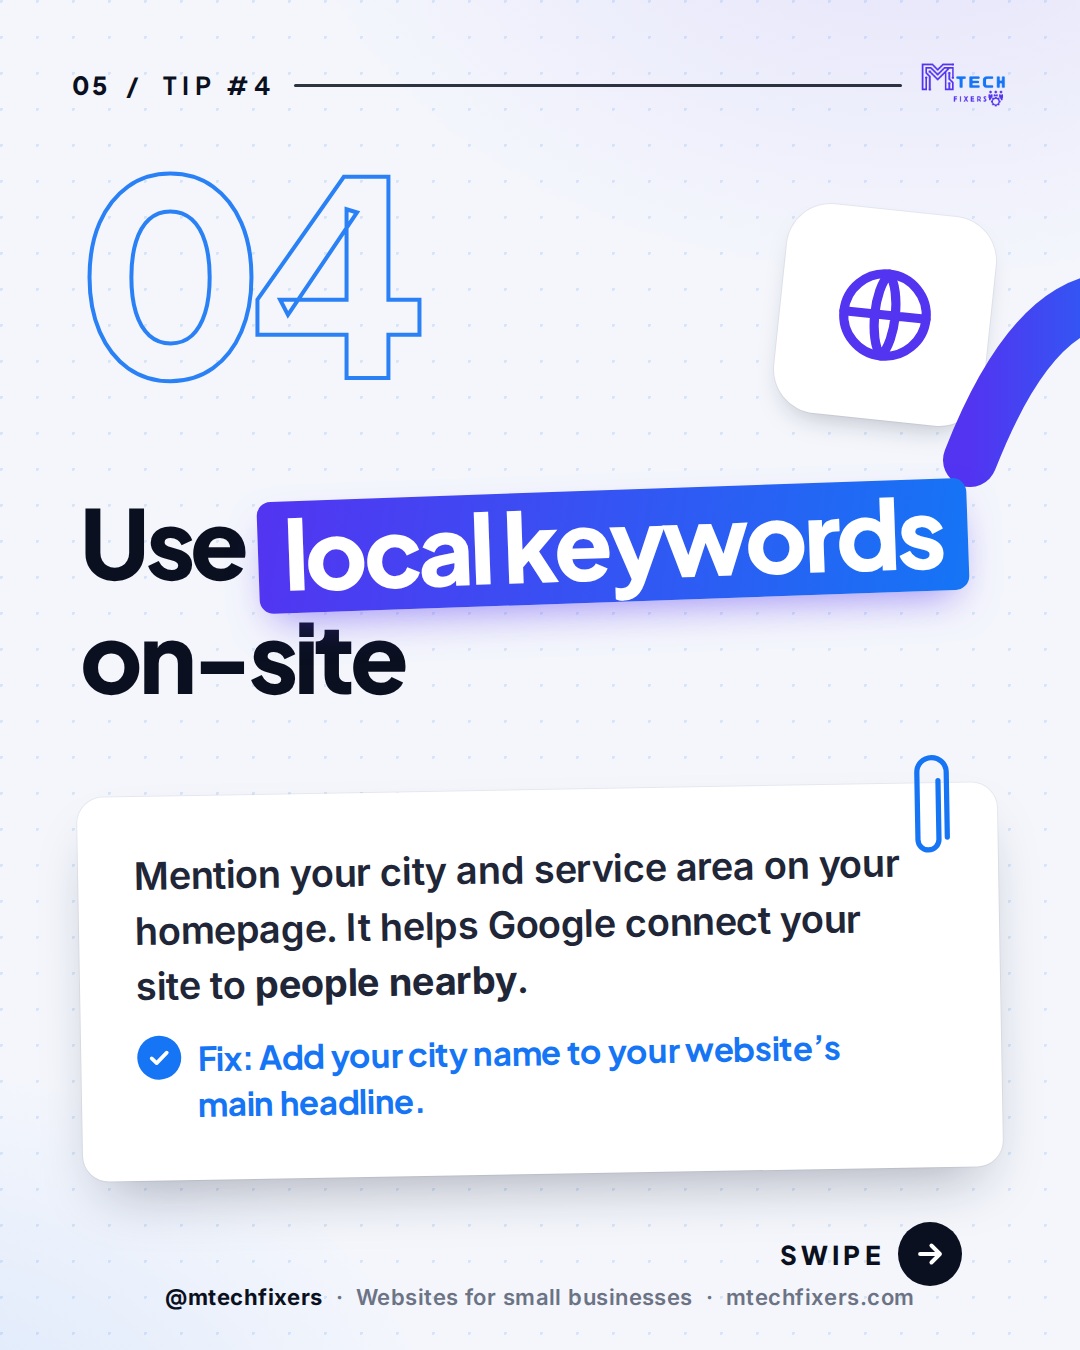 05 / TIP #4
MTECH
FIXERS
04
Use local keywords
on-site
Mention your city and service area on your
homepage. It helps Google connect your
site to people nearby.
Fix: Add your city name to your website’s
main headline.
SWIPE
@mtechfixers · Websites for small businesses · mtechfixers.com